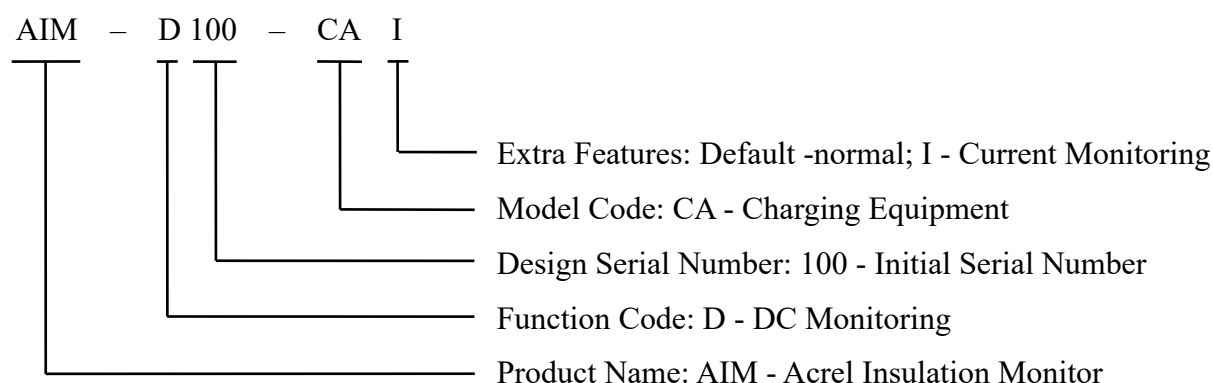 AIM – D 100 – CA I
Extra Features: Default -normal; I - Current Monitoring
Model Code: CA - Charging Equipment
Design Serial Number: 100 - Initial Serial Number
Function Code: D - DC Monitoring
Product Name: AIM - Acrel Insulation Monitor